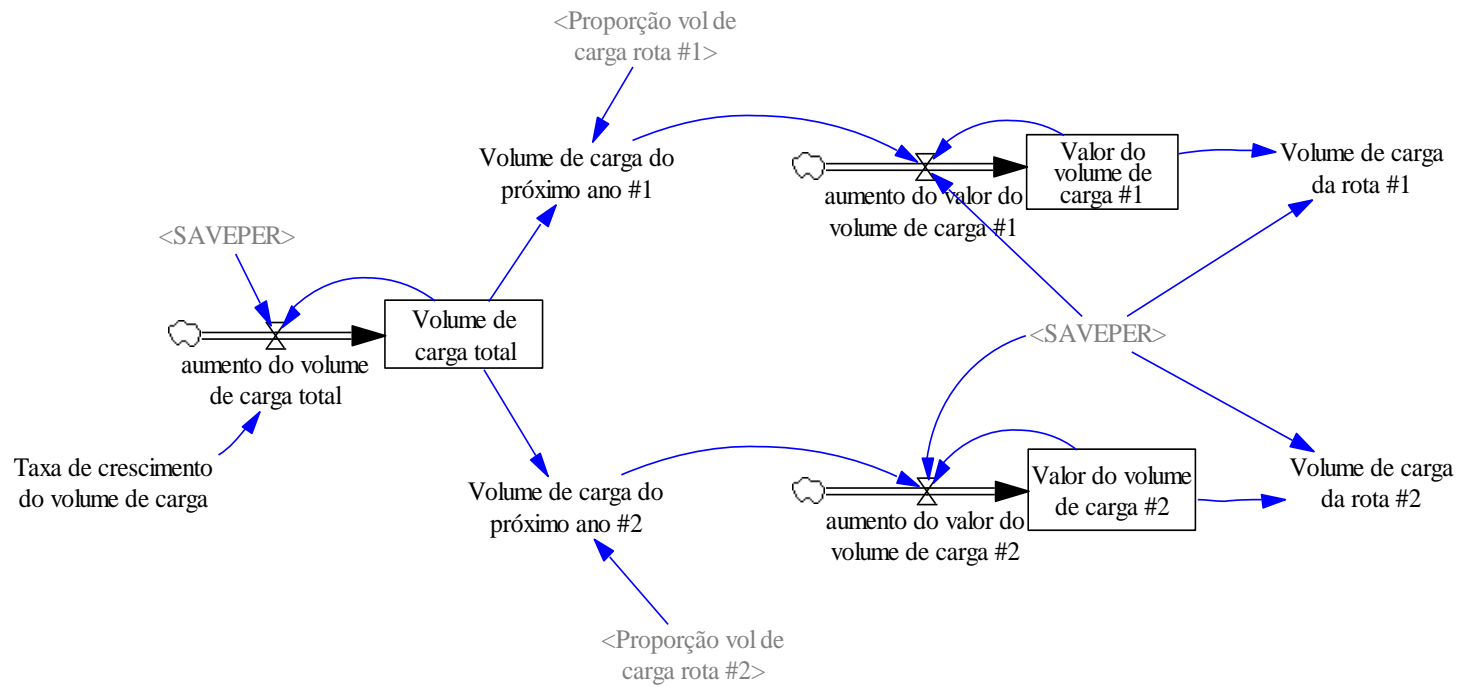 <Proporção vol de
carga rota #1>
Volume de carga do
próximo ano #1
Valor do
volume de
carga #1
Volume de carga
da rota #1
aumento do valor do
volume de carga #1
<SAVEPER>
Volume de
carga total
<SAVEPER>
aumento do volume
de carga total
Taxa de crescimento
do volume de carga
Volume de carga do
próximo ano #2
Valor do volume
de carga #2
Volume de carga
da rota #2
aumento do valor do
volume de carga #2
<Proporção vol de
carga rota #2>